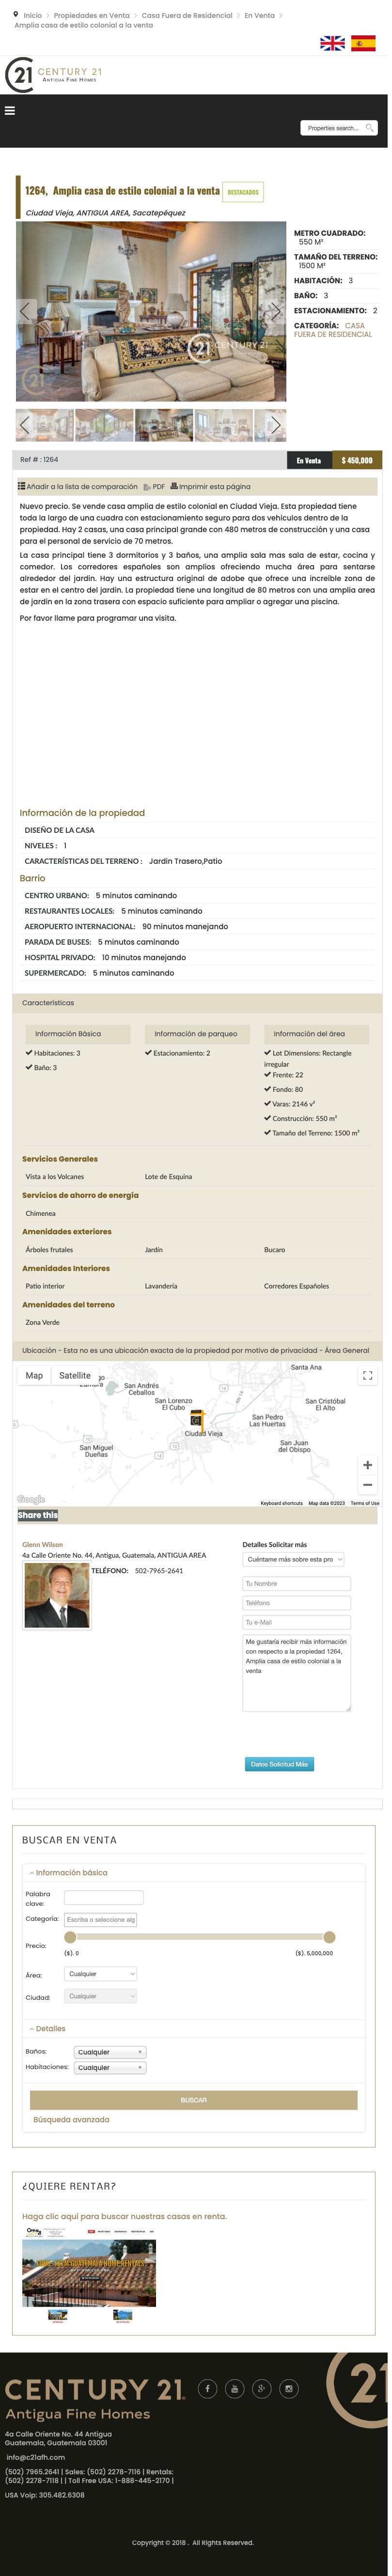 Inicio > Propiedades en Venta > Casa Fuera de Residencial > En Venta >
Amplia casa de estilo colonial a la venta
C21
CENTURY 21
ANTIGUA FINE HOMES
Properties search...
1264, Amplia casa de estilo colonial a la venta DESTACADOS
Ciudad Vieja, ANTIGUA AREA, Sacatepéquez
CENTURY 21
METRO CUADRADO:
550 M²
TAMAÑO DEL TERRENO:
1500 M²
HABITACIÓN: 3
BAÑO: 3
ESTACIONAMIENTO: 2
CATEGORÍA: CASA
FUERA DE RESIDENCIAL
Ref # : 1264
En Venta
$ 450,000
Añadir a la lista de comparación PDF Imprimir esta página
Nuevo precio. Se vende casa amplia de estilo colonial en Ciudad Vieja. Esta propiedad tiene
toda la largo de una cuadra con estacionamiento seguro para dos vehículos dentro de la
propiedad. Hay 2 casas, una casa principal grande con 480 metros de construcción y una casa
para el personal de servicio de 70 metros.
La casa principal tiene 3 dormitorios y 3 baños, una amplia sala mas sala de estar, cocina y
comedor. Los corredores españoles son amplios ofreciendo mucha área para sentarse
alrededor del jardín. Hay una estructura original de adobe que ofrece una increíble zona de
estar en el centro del jardín. La propiedad tiene una longitud de 80 metros con una amplia area
de jardín en la zona trasera con espacio suficiente para ampliar o agregar una piscina.
Por favor llame para programar una visita.
Información de la propiedad
DISEÑO DE LA CASA
NIVELES : 1
CARACTERÍSTICAS DEL TERRENO : Jardin Trasero,Patio
Barrio
CENTRO URBANO: 5 minutos caminando
RESTAURANTES LOCALES: 5 minutos caminando
AEROPUERTO INTERNACIONAL: 90 minutos manejando
PARADA DE BUSES: 5 minutos caminando
HOSPITAL PRIVADO: 10 minutos manejando
SUPERMERCADO: 5 minutos caminando
Características
Información Básica
Información de parqueo
Información del área
Habitaciones: 3
Baño: 3
Estacionamiento: 2
Lot Dimensions: Rectangle
irregular
Frente: 22
Fondo: 80
Varas: 2146 v²
Construcción: 550 m²
Tamaño del Terreno: 1500 m²
Servicios Generales
Vista a los Volcanes
Lote de Esquina
Servicios de ahorro de energía
Chimenea
Amenidades exteriores
Árboles frutales
Jardín
Bucaro
Amenidades Interiores
Patio interior
Lavandería
Corredores Españoles
Amenidades del terreno
Zona Verde
Ubicación - Esta no es una ubicación exacta de la propiedad por motivo de privacidad - Área General
Map
Satellite
Santa Ana
San Andrés
Ceballos
San Lorenzo
El Cubo
San Cristóbal
El Alto
San Pedro
Las Huertas
Ciudad Vieja
San Juan
del Obispo
San Miguel
Dueñas
14
Google
Keyboard shortcuts Map data ©2023 Terms of Use
Share this
Glenn Wilson
4a Calle Oriente No. 44, Antigua, Guatemala, ANTIGUA AREA
TELÉFONO: 502-7965-2641
Detalles Solicitar más
Cuéntame más sobre esta pro
Tu Nombre
Teléfono
Tu e-Mail
Me gustaría recibir más información
con respecto a la propiedad 1264,
Amplia casa de estilo colonial a la
venta
Datos Solicitud Más
BUSCAR EN VENTA
Información básica
Palabra
clave:
Categoría: Escriba o seleccione alg
Precio:
($). 0
($). 5,000,000
Área: Cualquier
Ciudad: Cualquier
Detalles
Baños: Cualquier
Habitaciones: Cualquier
BUSCAR
Búsqueda avanzada
¿QUIERE RENTAR?
Haga clic aquí para buscar nuestras casas en renta.
CENTURY 21.
Antigua Fine Homes
4a Calle Oriente No. 44 Antigua
Guatemala, Guatemala 03001
info@c21afh.com
(502) 7965.2641 | Sales: (502) 2278-7116 | Rentals:
(502) 2278-7118 | | Toll Free USA: 1-888-445-2170 |
USA Voip: 305.482.6308
Copyright © 2018 . All Rights Reserved.